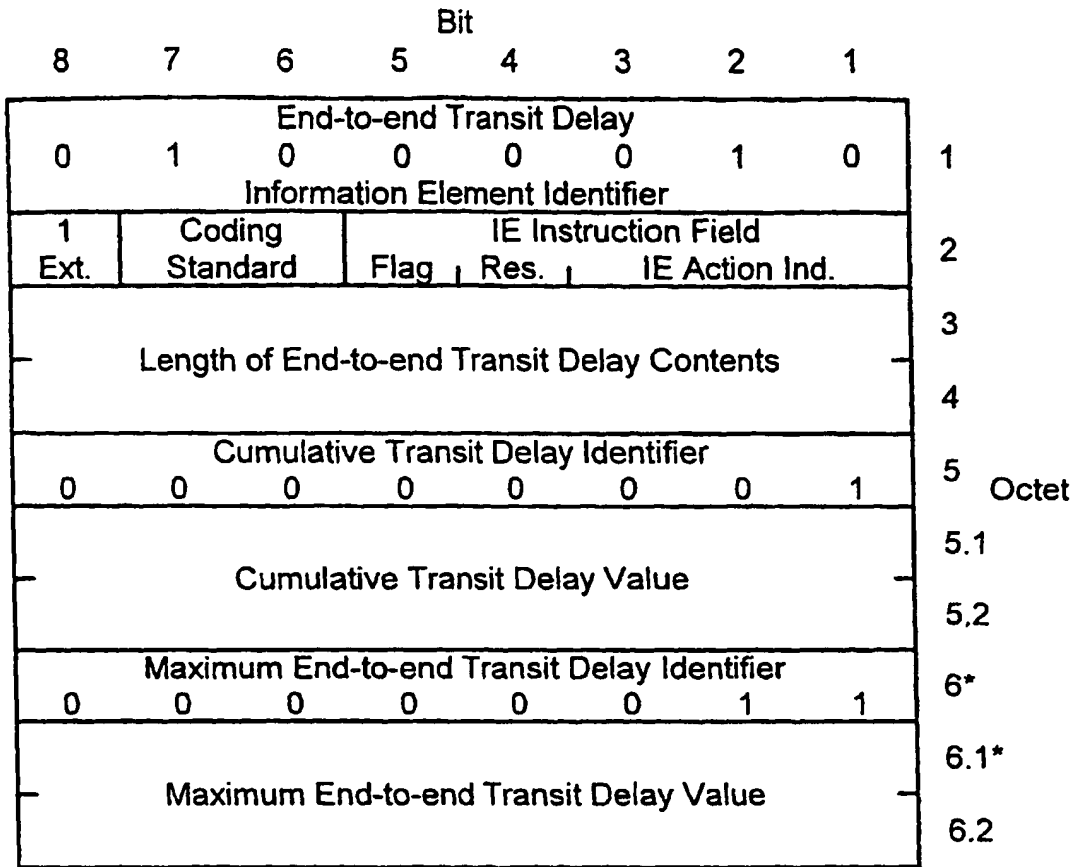 Bit
8 7 6 5 4 3 2 1
End-to-end Transit Delay
0 1 0 0 0 0 1 0 1
Information Element Identifier
1 Coding IE Instruction Field
Ext. Standard Flag Res. IE Action Ind. 2
3
Length of End-to-end Transit Delay Contents
4
Cumulative Transit Delay Identifier
5
0 0 0 0 0 0 0 1
Octet
5.1
Cumulative Transit Delay Value
5,2
Maximum End-to-end Transit Delay Identifier
6*
0 0 0 0 0 0 1 1
6.1*
Maximum End-to-end Transit Delay Value
6.2